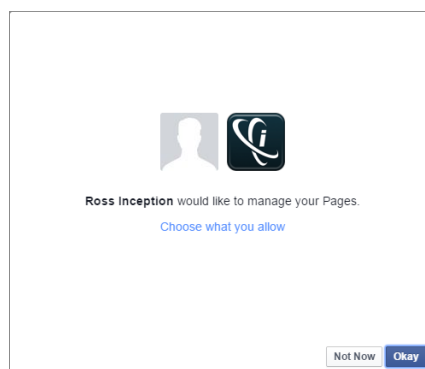 i
Ross Inception would like to manage your Pages.
Choose what you allow
Not Now Okay